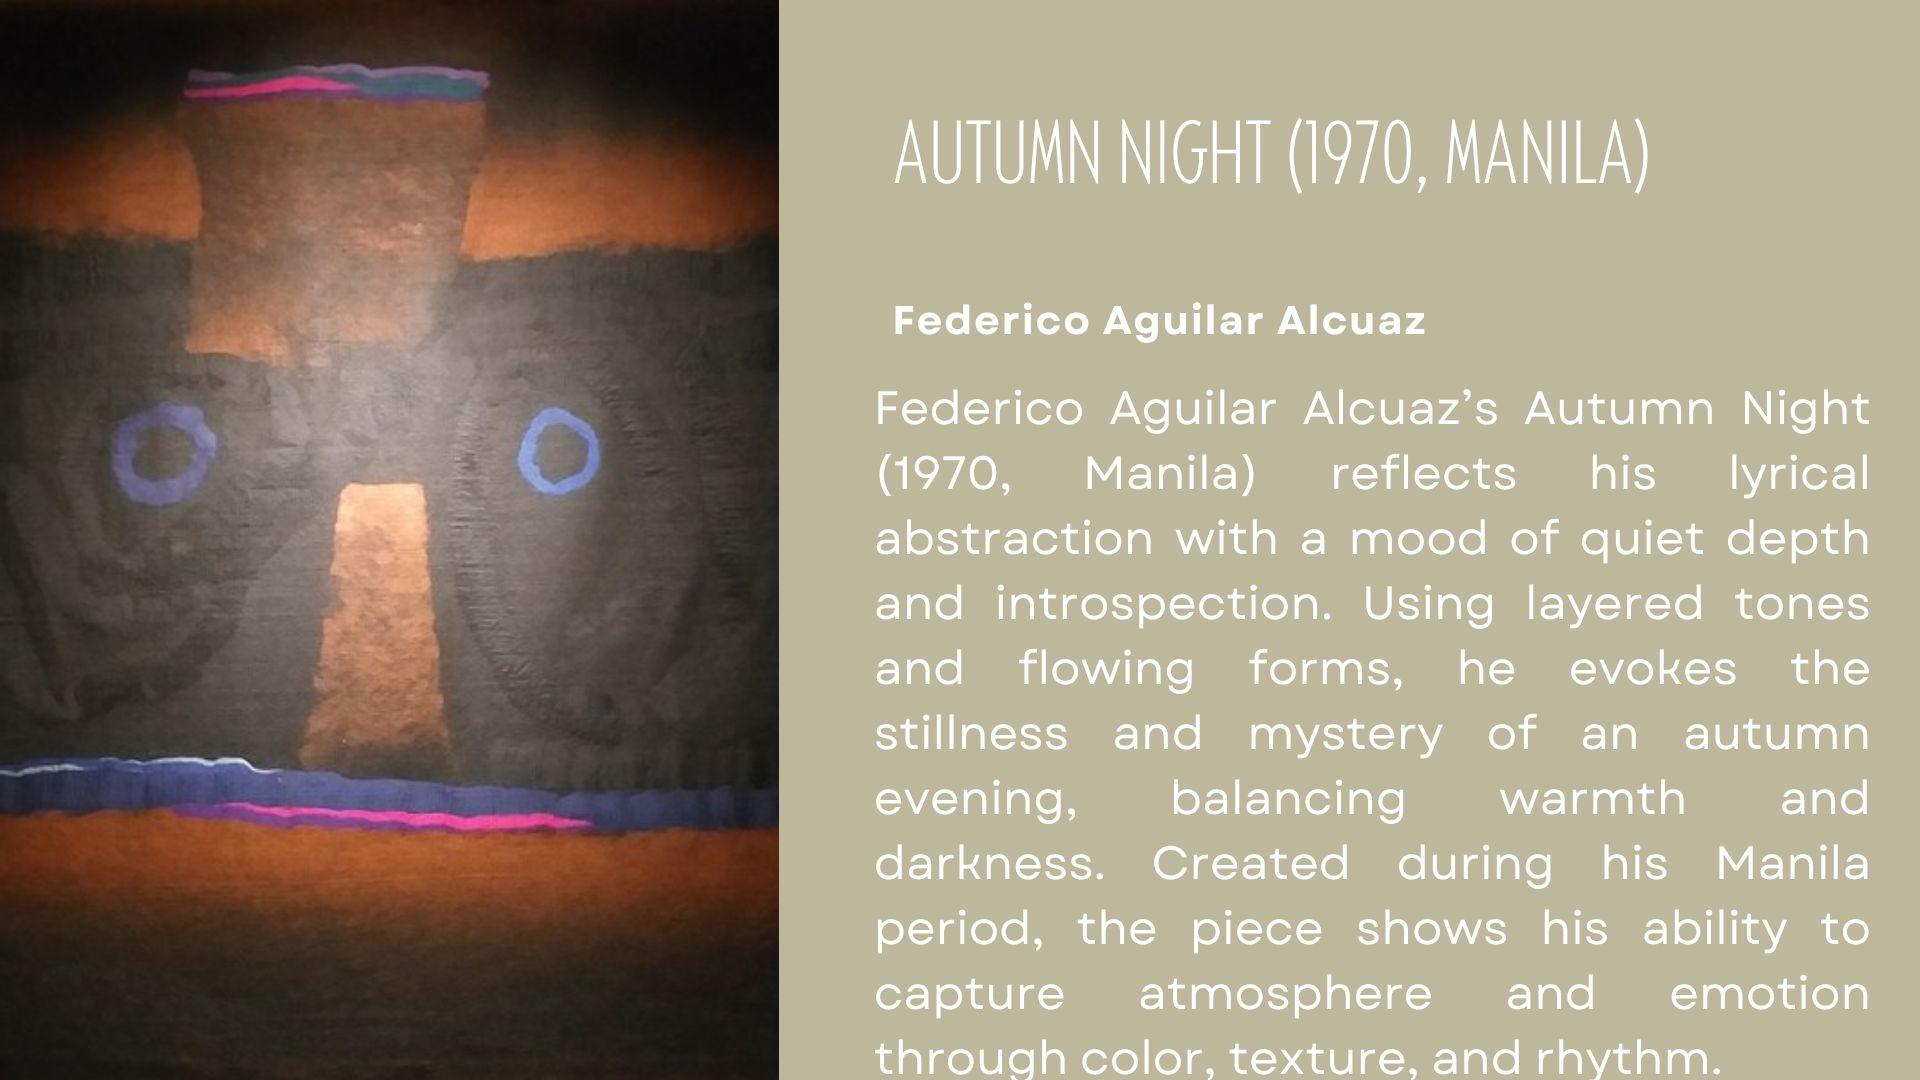 AUTUMN NIGHT (1970, MANILA)
Federico Aguilar Alcuaz
Federico Aguilar Alcuaz’s Autumn Night
(1970, Manila) reflects his lyrical
abstraction with a mood of quiet depth
and introspection. Using layered tones
and flowing forms, he evokes the
stillness and mystery of an autumn
evening, balancing warmth and
darkness. Created during his Manila
period, the piece shows his ability to
capture atmosphere and emotion
through color, texture, and rhythm.